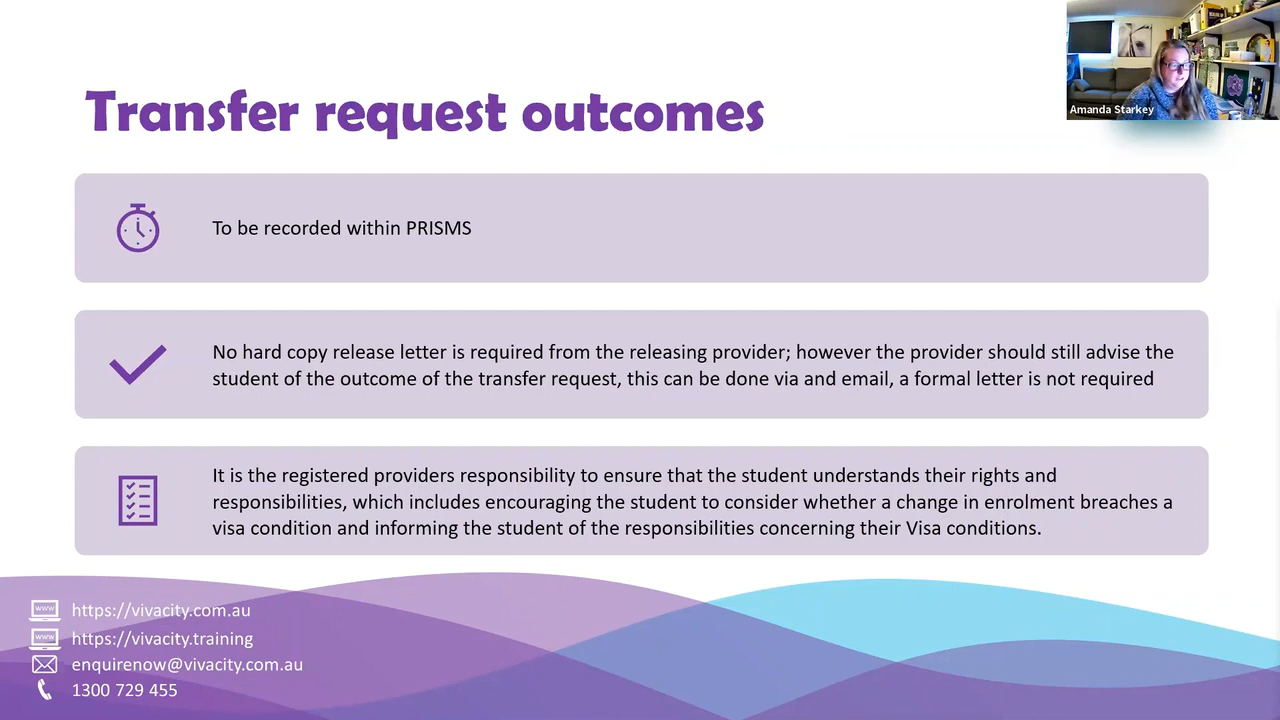 Transfer request outcomes
Amanda Starkey
To be recorded within PRISMS
No hard copy release letter is required from the releasing provider; however the provider should still advise the
student of the outcome of the transfer request, this can be done via and email, a formal letter is not required
It is the registered providers responsibility to ensure that the student understands their rights and
responsibilities, which includes encouraging the student to consider whether a change in enrolment breaches a
visa condition and informing the student of the responsibilities concerning their Visa conditions.
www https://vivacity.com.au
www https://vivacity.training
enquirenow@vivacity.com.au
1300 729 455